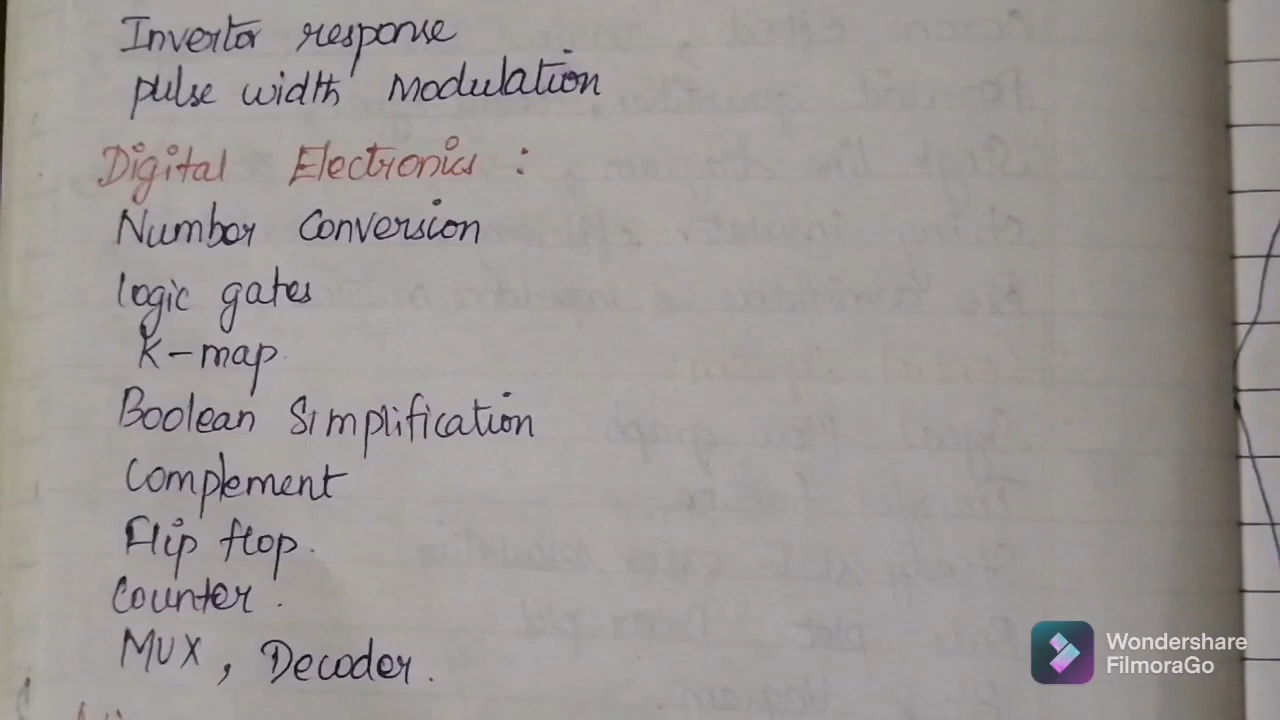 Invertor response
pulse width Modulation
Digital Electronics :
Number Conversion
logic gates
K-map
Boolean Simplification
Complement
Flip flop.
Counter.
MUX, Decoder.
Wondershare
FilmoraGo